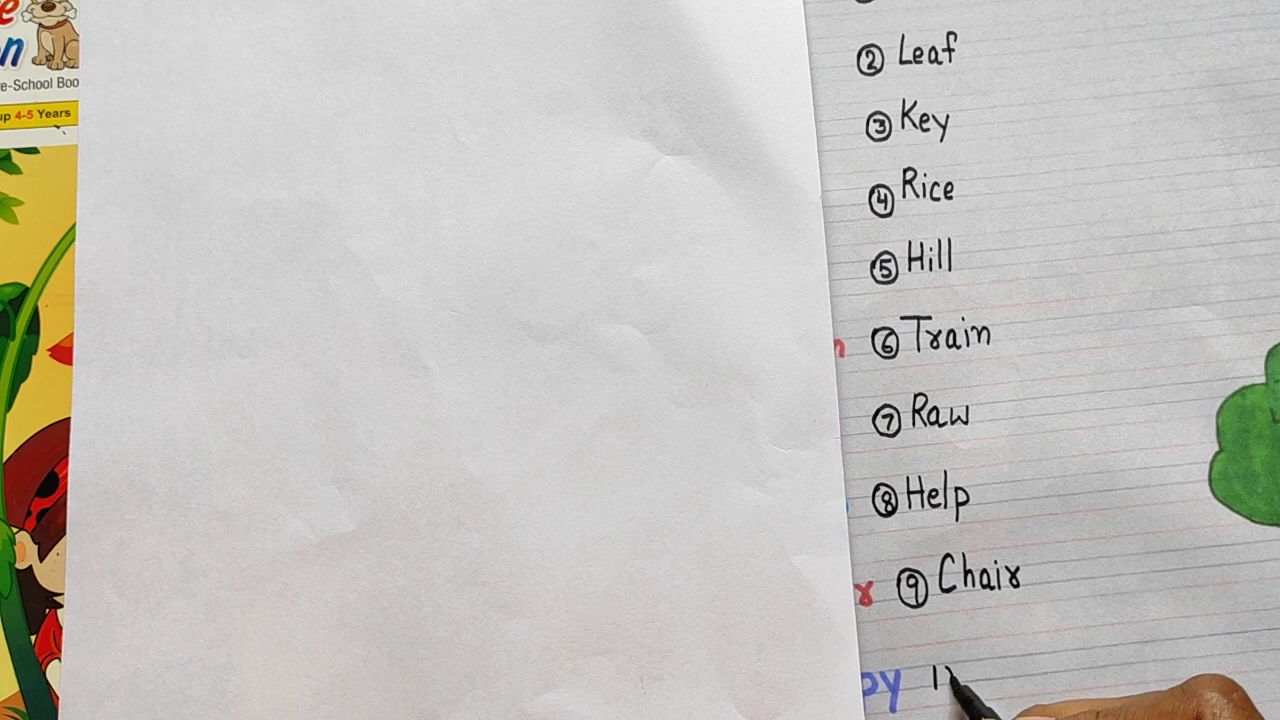 e-School Boo
up 4-5 Years
② Leaf
③ Key
④ Rice
⑤ Hill
⑥ Train
⑦ Raw
⑧ Help
⑨ Chair